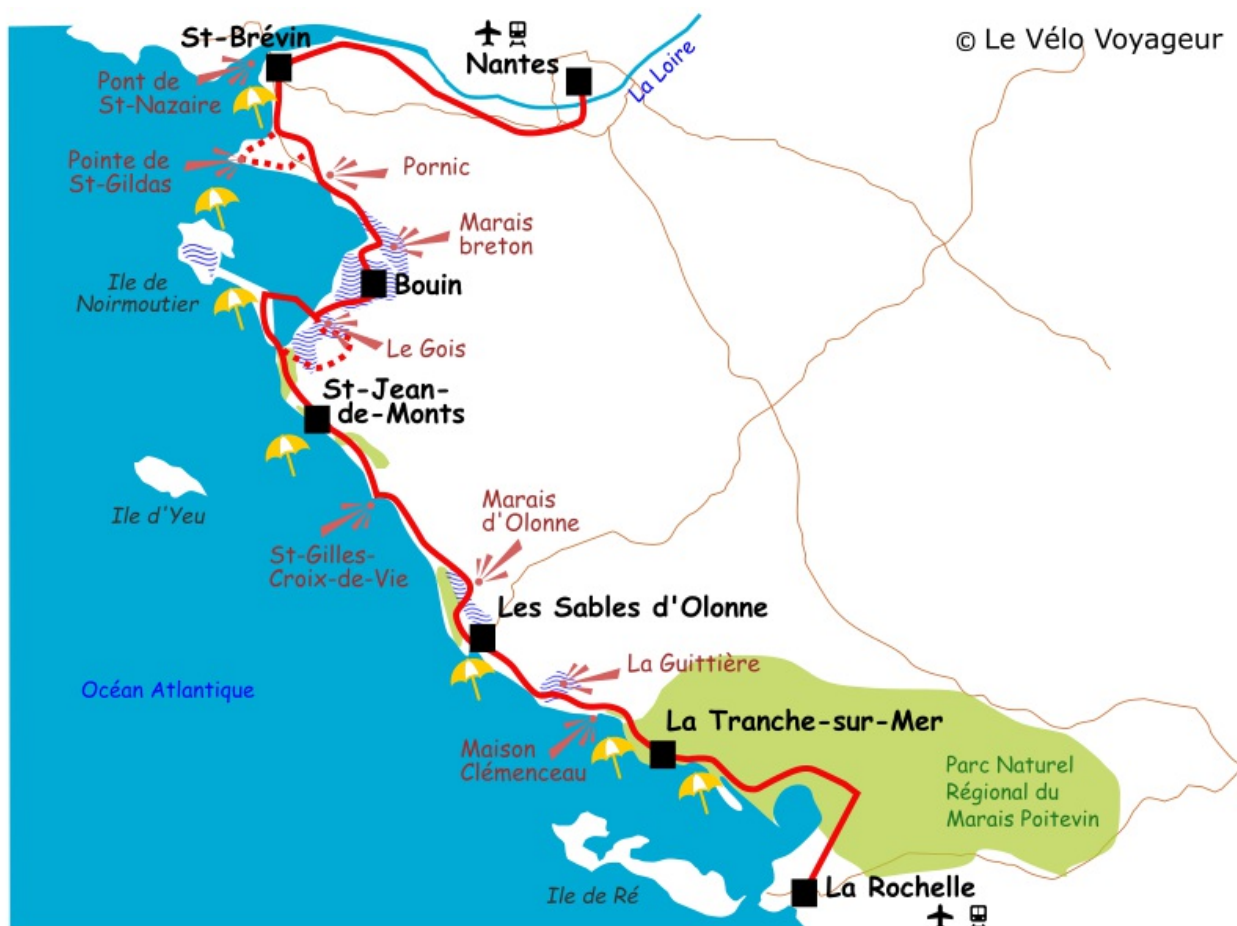 St-Brévin
Nantes
© Le Vélo Voyageur
La Loire
Pont de
St-Nazaire
Pointe de
St-Gildas
Pornic
Marais
breton
Ile de
Noirmoutier
Bouin
Le Gois
St-Jean-
de-Monts
Ile d'Yeu
St-Gilles-
Croix-de-Vie
Marais
d'Olonne
Les Sables d'Olonne
La Guittière
Océan Atlantique
La Tranche-sur-Mer
Maison
Clémenceau
Parc Naturel
Régional du
Marais Poitevin
Ile de Ré
La Rochelle